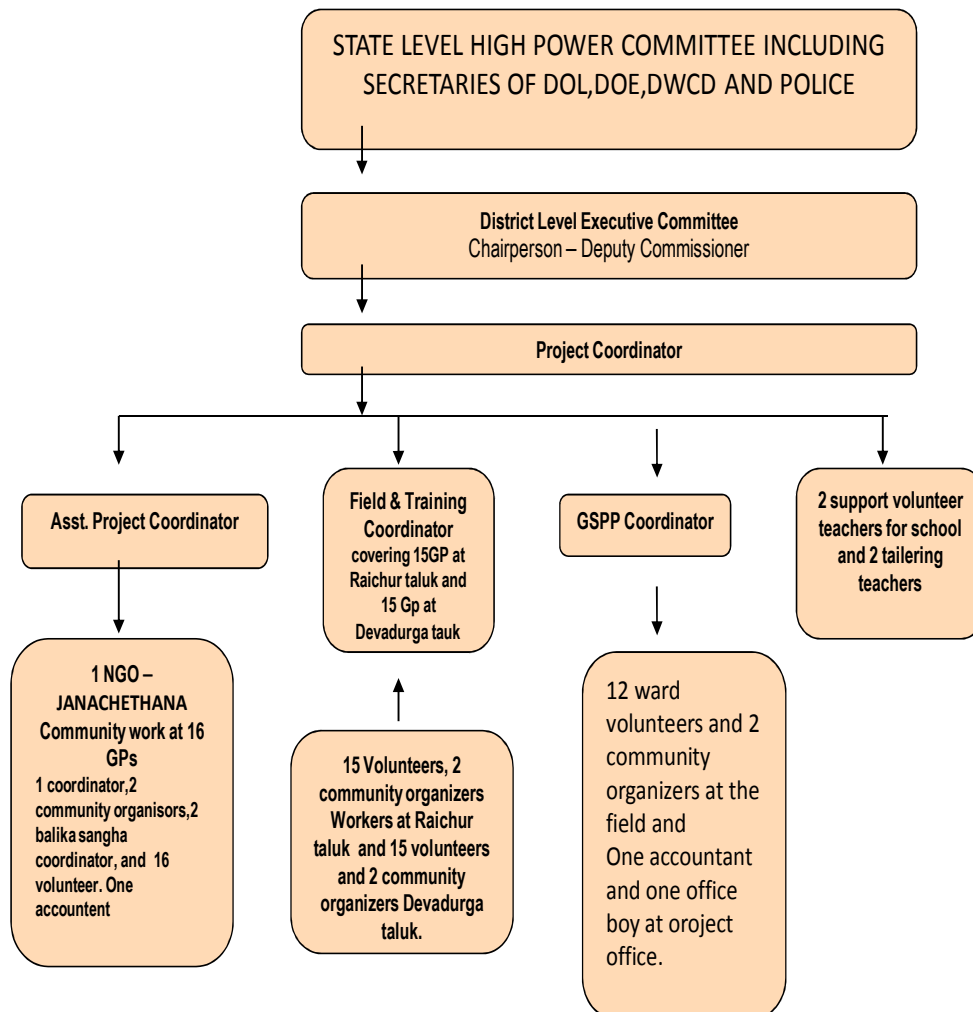 STATE LEVEL HIGH POWER COMMITTEE INCLUDING
SECRETARIES OF DOL,DOE,DWCD AND POLICE
District Level Executive Committee
Chairperson – Deputy Commissioner
Project Coordinator
Asst. Project Coordinator
Field & Training
Coordinator
covering 15GP at
Raichur taluk and
15 Gp at
Devadurga tauk
GSPP Coordinator
2 support volunteer
teachers for school
and 2 tailering
teachers
1 NGO –
JANACHETHANA
Community work at 16
GPs
1 coordinator,2
community organisors,2
balika sangha
coordinator, and 16
volunteer. One
accountent
15 Volunteers, 2
community organizers
Workers at Raichur
taluk and 15 volunteers
and 2 community
organizers Devadurga
taluk.
12 ward
volunteers and 2
community
organizers at the
field and
One accountant
and one office
boy at oroject
office.